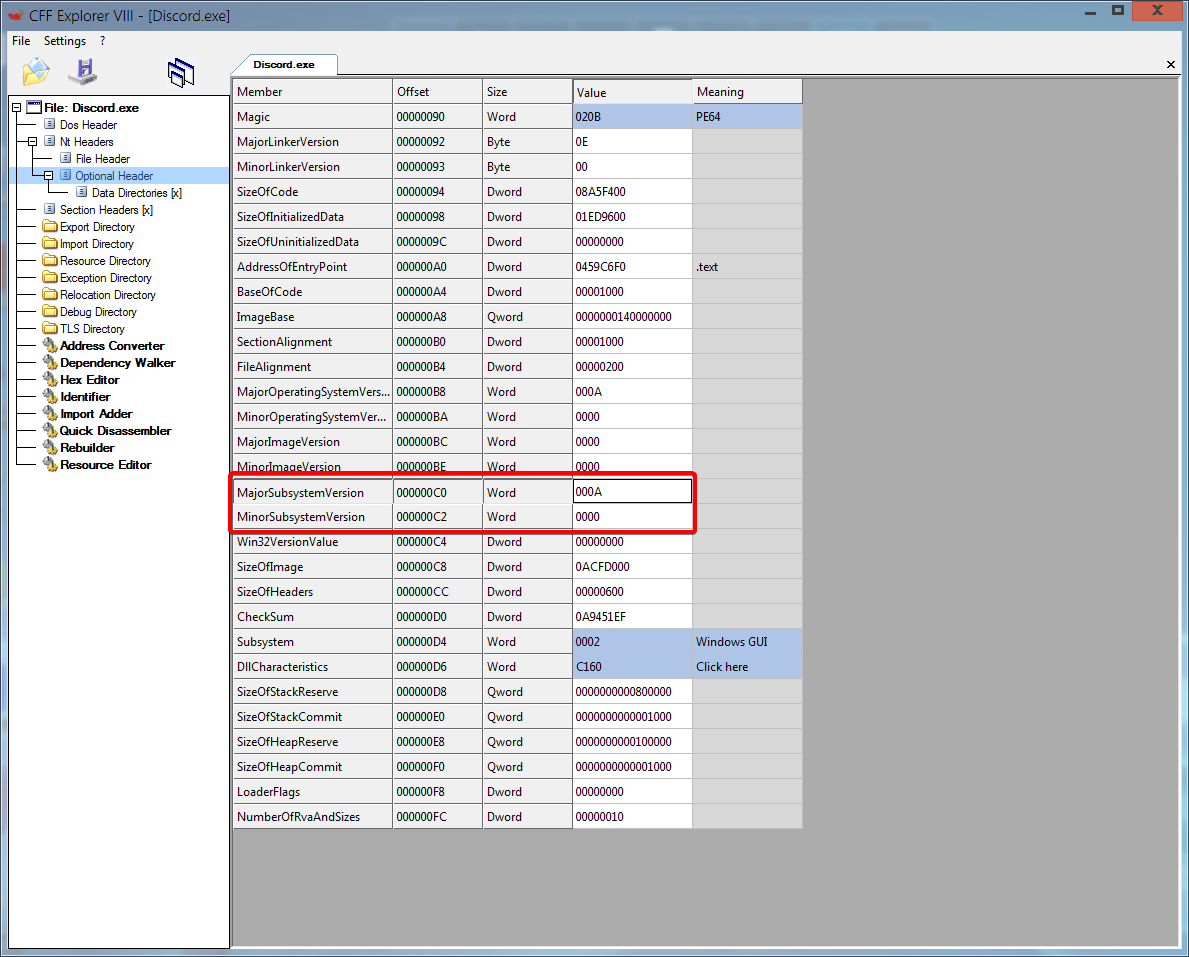 CFF Explorer VIII - [Discord.exe]
File Settings ?
Discord.exe
File: Discord.exe
Dos Header
Nt Headers
File Header
Optional Header
Data Directories [x]
Section Headers [x]
Export Directory
Import Directory
Resource Directory
Exception Directory
Relocation Directory
Debug Directory
TLS Directory
Address Converter
Dependency Walker
Hex Editor
Identifier
Import Adder
Quick Disassembler
Rebuilder
Resource Editor
Member Offset Size Value Meaning
Magic 00000090 Word 020B PE64
MajorLinkerVersion 00000092 Byte 0E
MinorLinkerVersion 00000093 Byte 00
SizeOfCode 00000094 Dword 08A5F400
SizeOfInitializedData 00000098 Dword 01ED9600
SizeOfUninitializedData 0000009C Dword 00000000
AddressOfEntryPoint 000000A0 Dword 0459C6F0 .text
BaseOfCode 000000A4 Dword 00001000
ImageBase 000000A8 Qword 0000000140000000
SectionAlignment 000000B0 Dword 00001000
FileAlignment 000000B4 Dword 00000200
MajorOperatingSystemVers... 000000B8 Word 000A
MinorOperatingSystemVer... 000000BA Word 0000
MajorImageVersion 000000BC Word 0000
MinorImageVersion 000000BE Word 0000
MajorSubsystemVersion 000000C0 Word 000A
MinorSubsystemVersion 000000C2 Word 0000
Win32VersionValue 000000C4 Dword 00000000
SizeOfImage 000000C8 Dword 0ACFD000
SizeOfHeaders 000000CC Dword 00000600
CheckSum 000000D0 Dword 0A9451EF
Subsystem 000000D4 Word 0002 Windows GUI
DllCharacteristics 000000D6 Word C160 Click here
SizeOfStackReserve 000000D8 Qword 0000000000800000
SizeOfStackCommit 000000E0 Qword 0000000000001000
SizeOfHeapReserve 000000E8 Qword 0000000000100000
SizeOfHeapCommit 000000F0 Qword 0000000000001000
LoaderFlags 000000F8 Dword 00000000
NumberOfRvaAndSizes 000000FC Dword 00000010